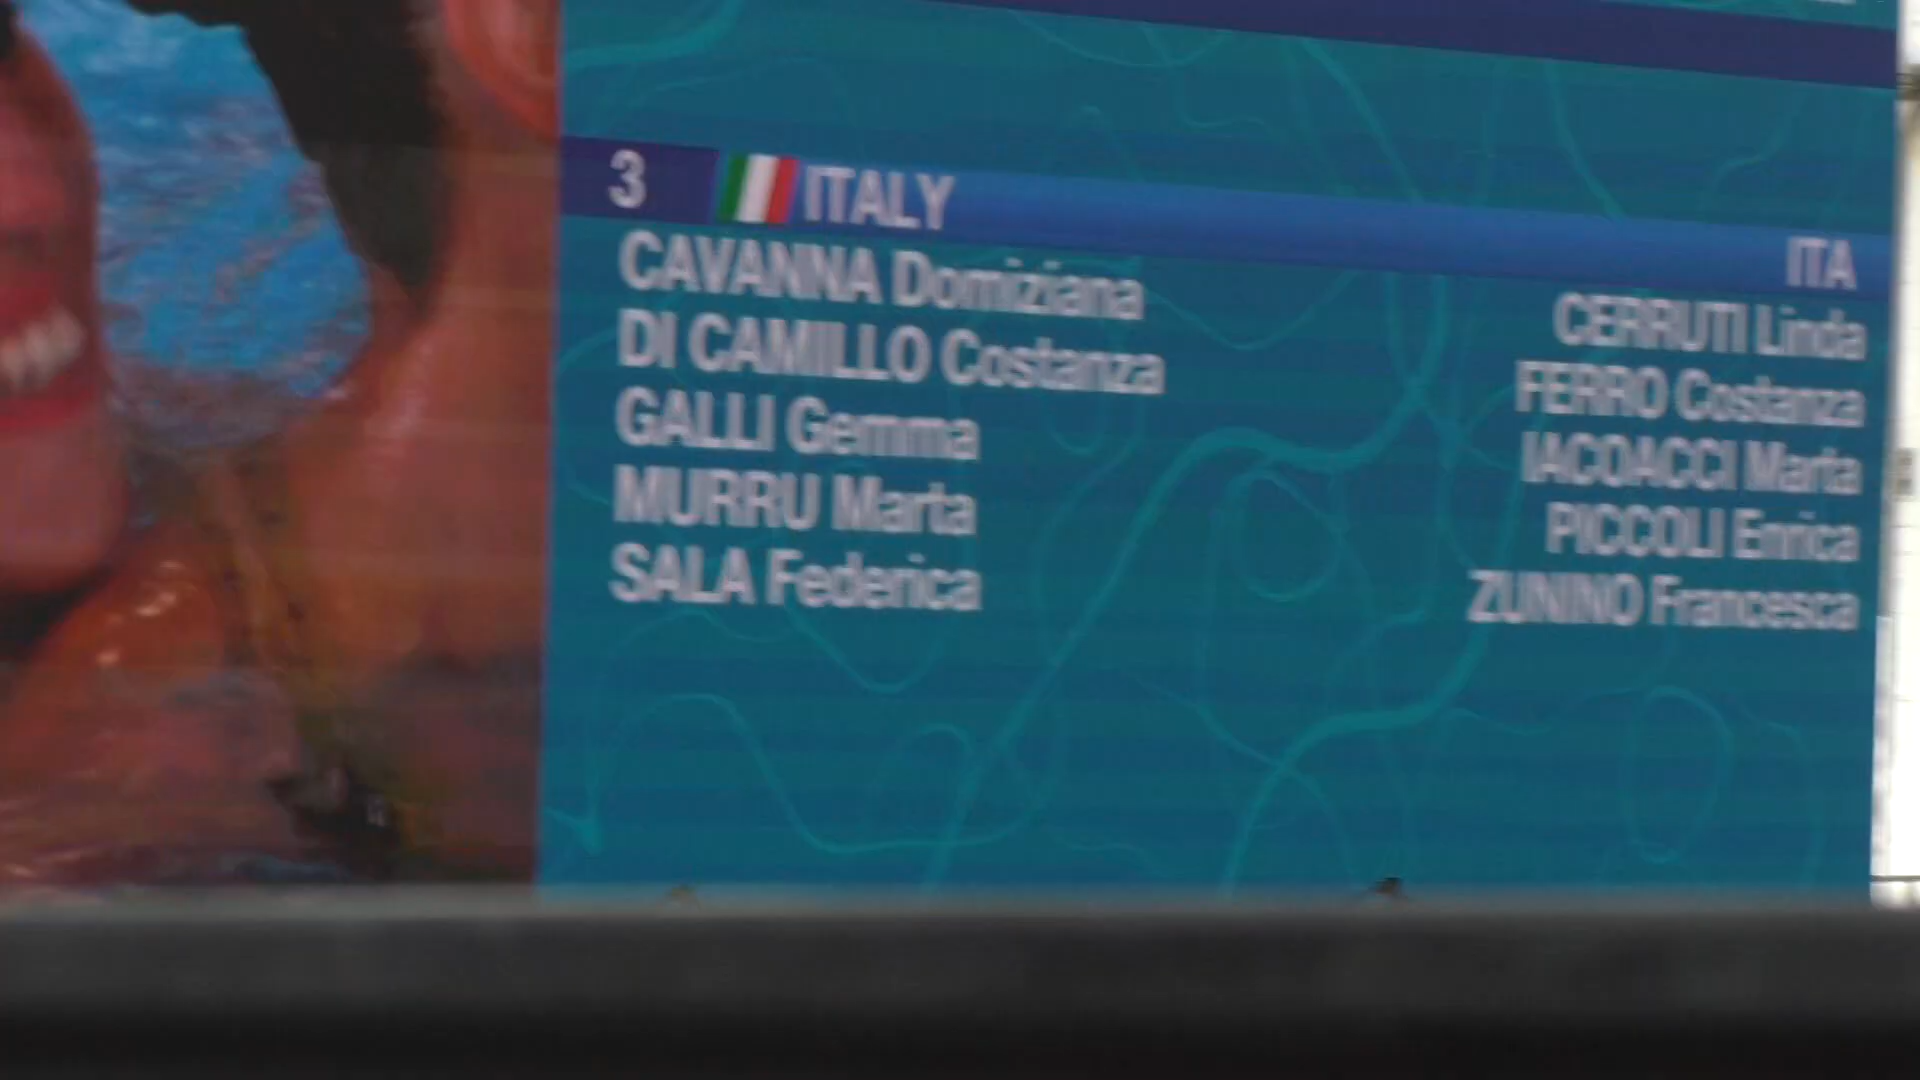 3 ITALY ITA
CAVANNA Domiziana CERRUTI Linda
DI CAMILLO Costanza FERRO Costanza
GALLI Gemma IACOACCI Marta
MURRU Marta PICCOLI Enrica
SALA Federica ZUNINO Francesca